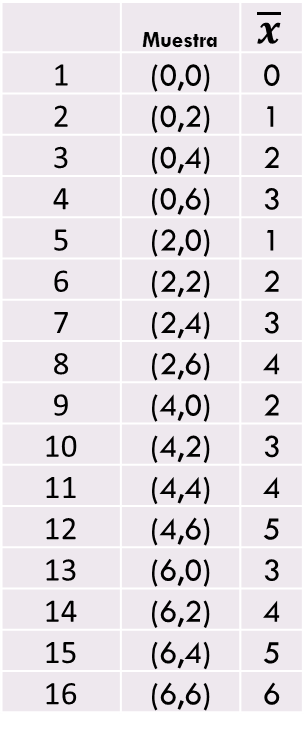 Muestra x̅
1 (0,0) 0
2 (0,2) 1
3 (0,4) 2
4 (0,6) 3
5 (2,0) 1
6 (2,2) 2
7 (2,4) 3
8 (2,6) 4
9 (4,0) 2
10 (4,2) 3
11 (4,4) 4
12 (4,6) 5
13 (6,0) 3
14 (6,2) 4
15 (6,4) 5
16 (6,6) 6